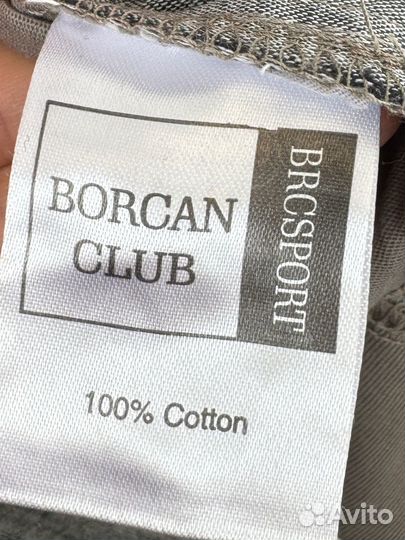 BORCAN
CLUB
BRCSPORT
100% Cotton
Avito